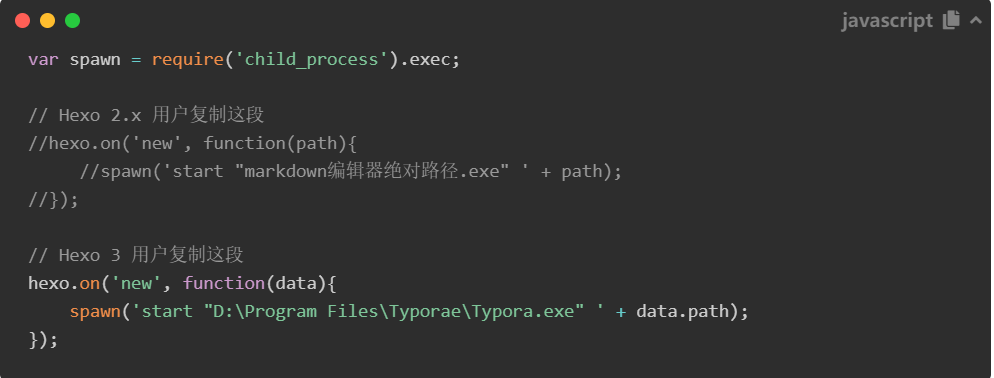 javascript
var spawn = require('child_process').exec;
// Hexo 2.x 用户复制这段
//hexo.on('new', function(path){
//spawn('start "markdown编辑器绝对路径.exe" ' + path);
//});
// Hexo 3 用户复制这段
hexo.on('new', function(data){
spawn('start "D:\Program Files\Typorae\Typora.exe" ' + data.path);
});